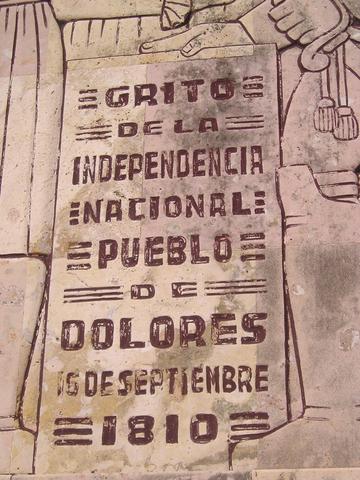 GRITO
DE LA
INDEPENDENCIA
NACIONAL
PUEBLO
DE
DOLORES
16 DE SEPTIEMBRE
1810